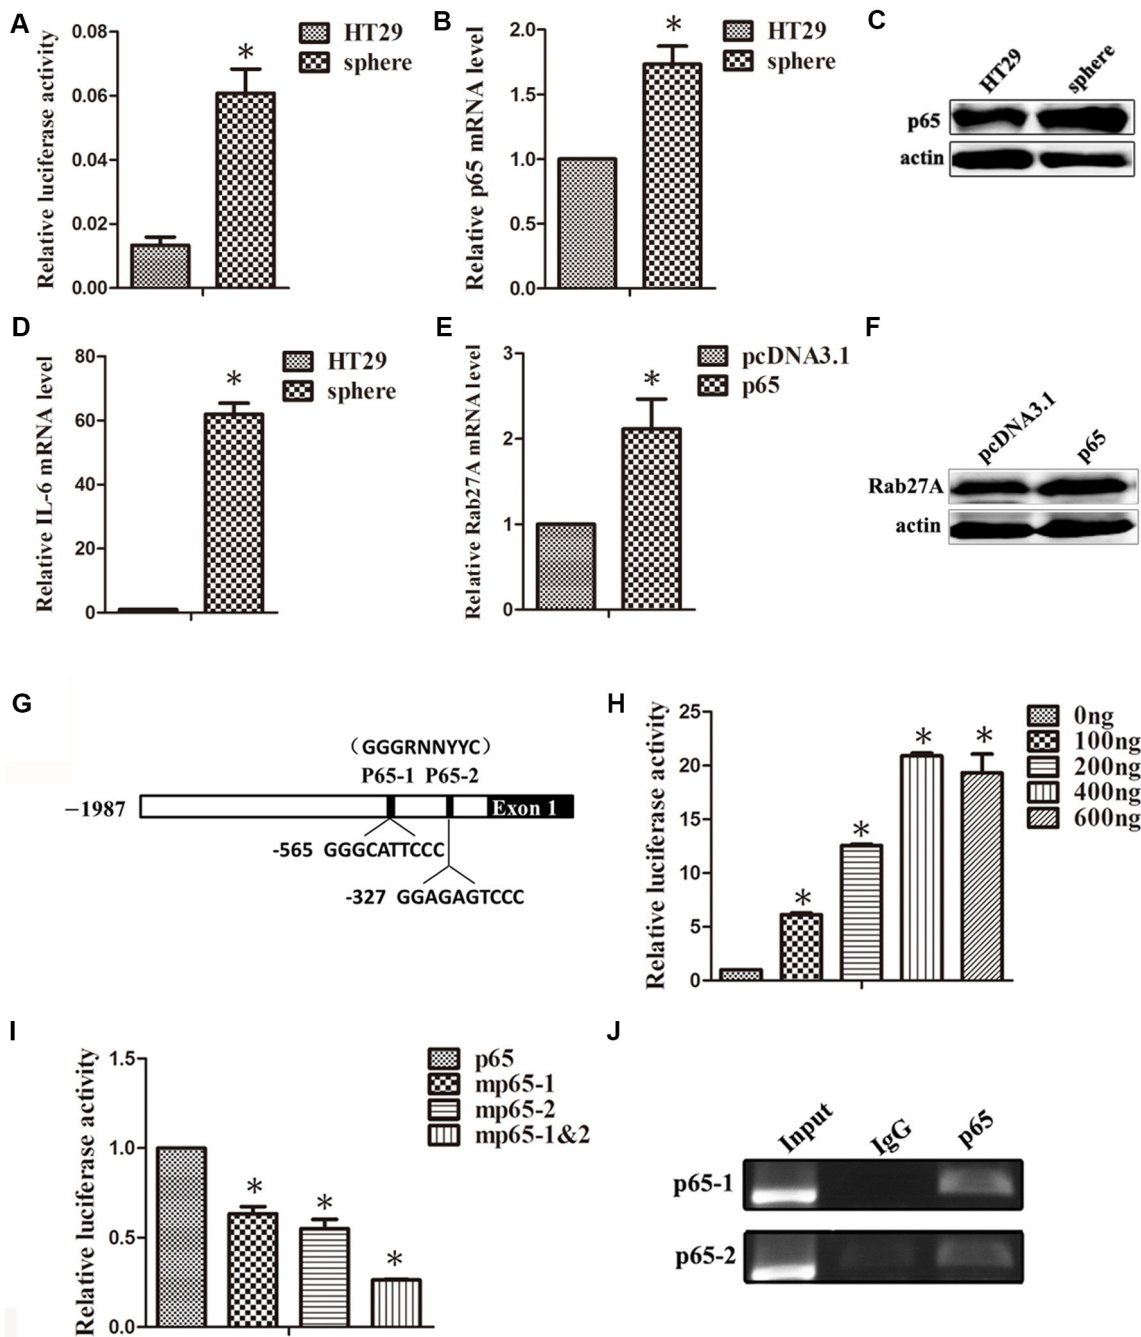 A
Relative luciferase activity
0.08
0.06
0.04
0.02
0.00
*
HT29
sphere
B
Relative p65 mRNA level
2.0
1.5
1.0
0.5
0.0
*
HT29
sphere
C
HT29 sphere
p65
actin
D
Relative IL-6 mRNA level
80
60
40
20
0
*
HT29
sphere
E
Relative Rab27A mRNA level
3
2
1
0
*
pcDNA3.1
p65
F
pcDNA3.1 p65
Rab27A
actin
G
(GGGRNNYYC)
P65-1 P65-2
−1987
Exon 1
-565 GGGCATTCCC
-327 GGAGAGTCCC
H
Relative luciferase activity
25
20
15
10
5
0
* * * *
0ng
100ng
200ng
400ng
600ng
I
Relative luciferase activity
1.5
1.0
0.5
0.0
* * *
p65
mp65-1
mp65-2
mp65-1&2
J
Input IgG p65
p65-1
p65-2